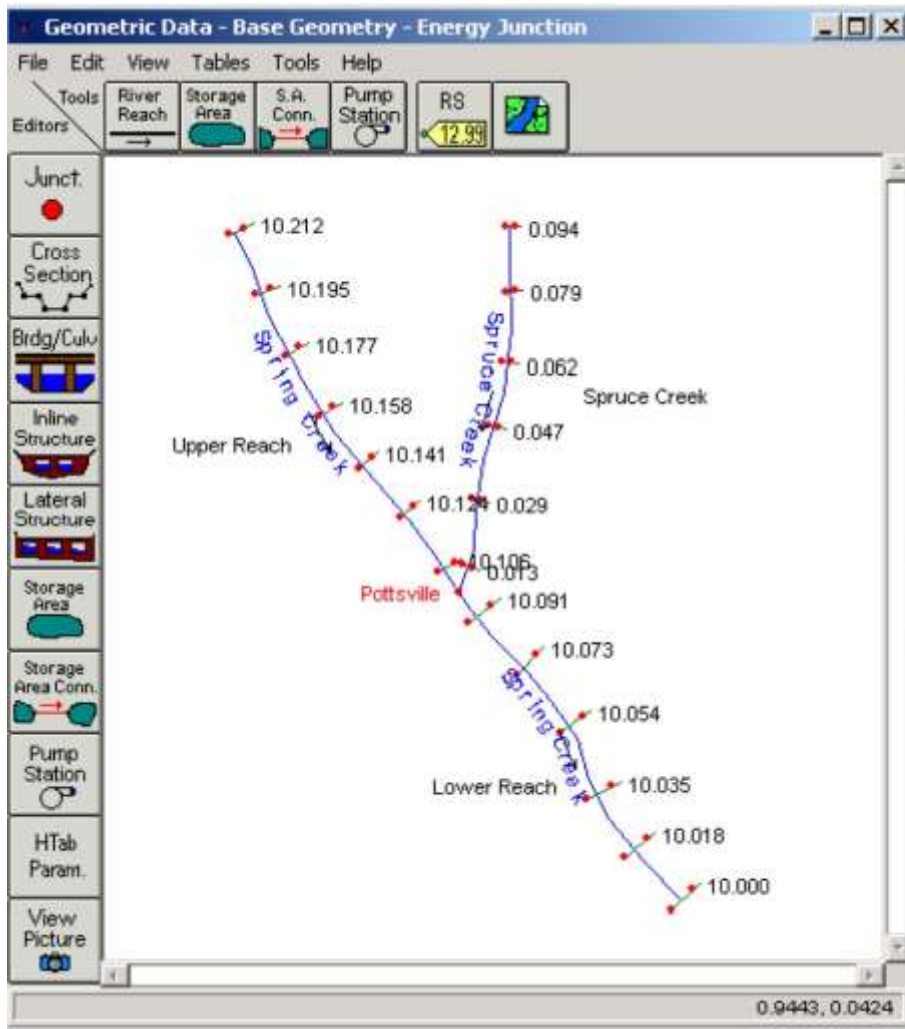 Geometric Data - Base Geometry - Energy Junction
File Edit View Tables Tools Help
Tools
Editors
River
Reach
Storage
Area
S.A.
Conn.
Pump
Station
RS
12.99
Junct.
Cross
Section
Brdg/Culv
Inline
Structure
Lateral
Structure
Storage
Area
Storage
Area Conn.
Pump
Station
HTab
Param.
View
Picture
10.212
10.195
10.177
10.158
10.141
10.124
10.106
0.094
0.079
0.062
0.047
0.029
0.013
Spring Creek
Upper Reach
Spruce Creek
Spruce Creek
Pottsville
10.091
10.073
10.054
10.035
10.018
10.000
Spring Creek
Lower Reach
0.9443, 0.0424